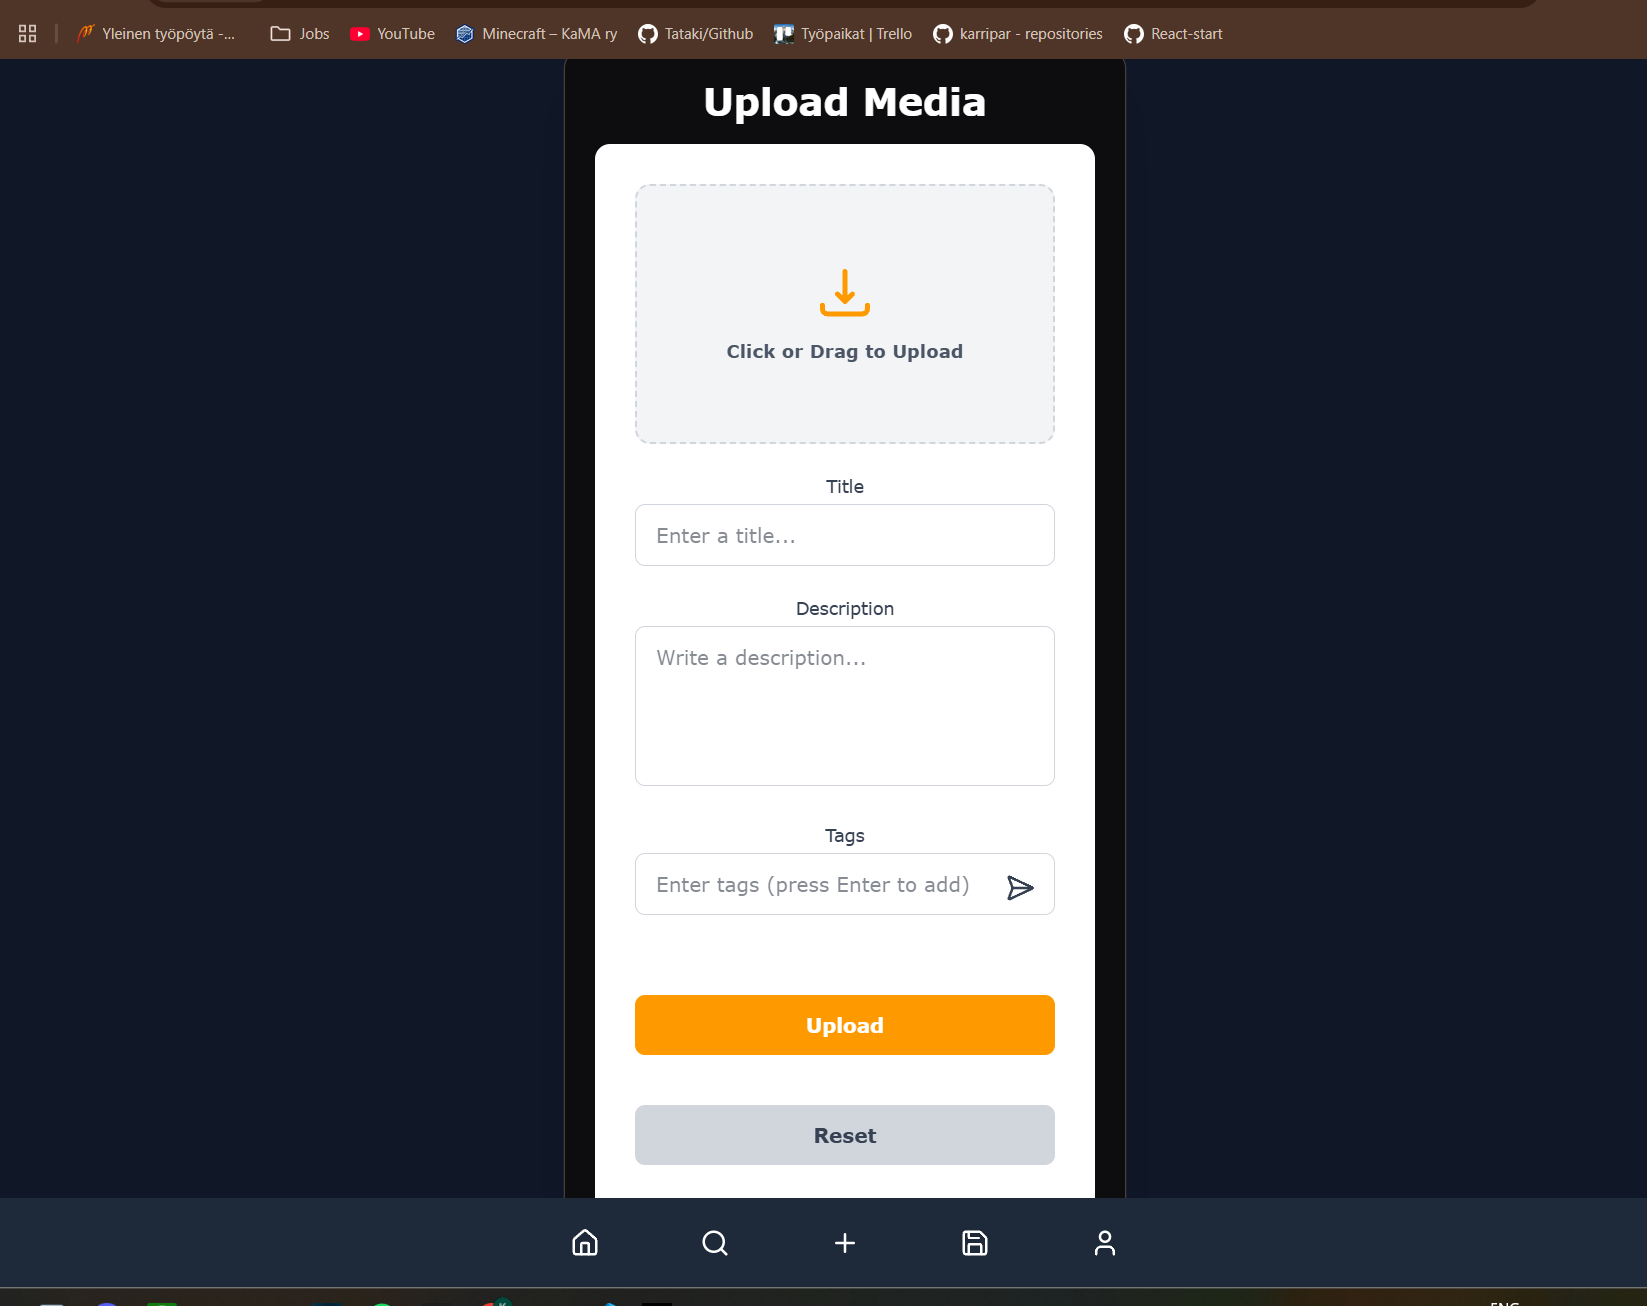 Yleinen työpöytä -... Jobs YouTube Minecraft – KaMA ry Tataki/Github Työpaikat | Trello karripar - repositories React-start
Upload Media
Click or Drag to Upload
Title
Enter a title...
Description
Write a description...
Tags
Enter tags (press Enter to add)
Upload
Reset